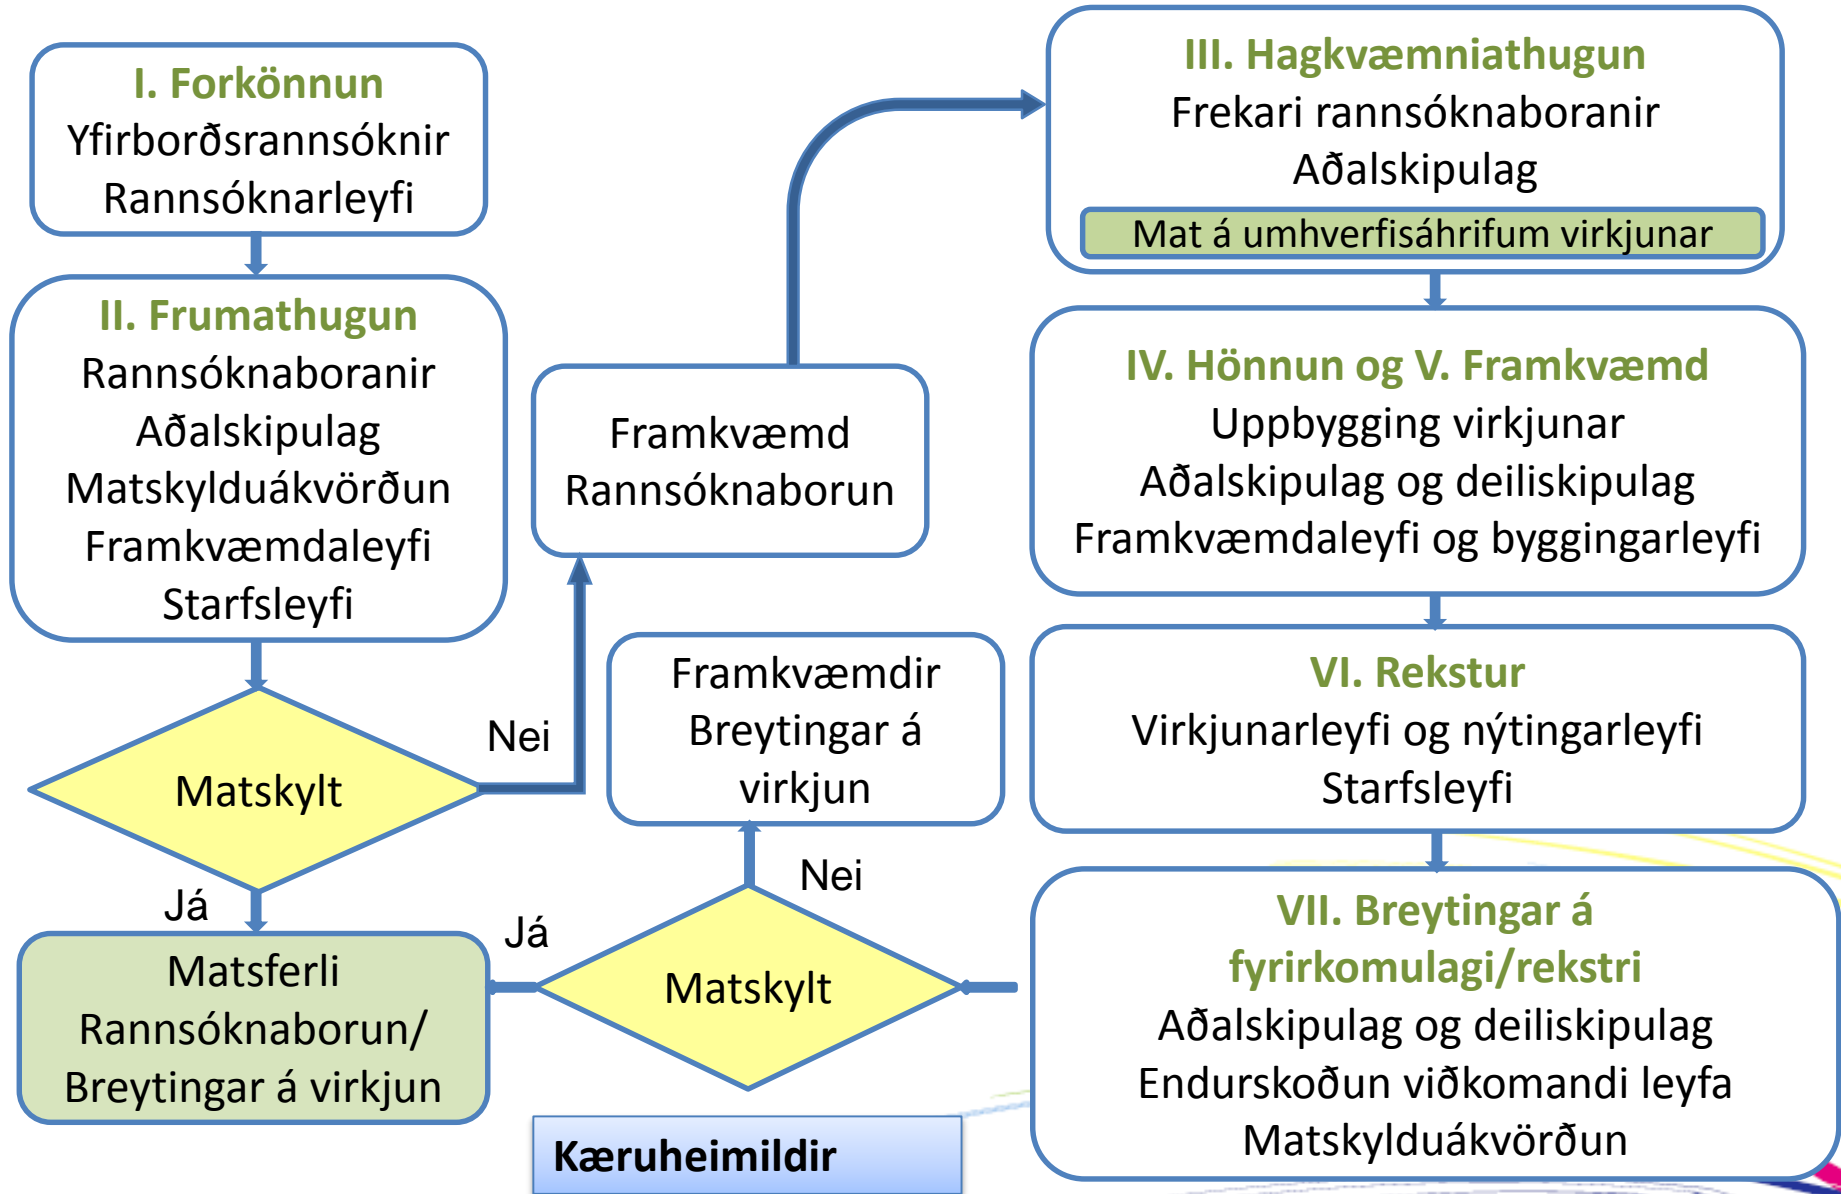 I. Forkönnun
Yfirborðsrannsóknir
Rannsóknarleyfi
II. Frumathugun
Rannsóknaboranir
Aðalskipulag
Matskylduákvörðun
Framkvæmdaleyfi
Starfsleyfi
Matskylt
Nei
Já
Matsferli
Rannsóknaborun/
Breytingar á virkjun
Framkvæmd
Rannsóknaborun
Framkvæmdir
Breytingar á
virkjun
Nei
Já
Matskylt
Kæruheimildir
III. Hagkvæmniathugun
Frekari rannsóknaboranir
Aðalskipulag
Mat á umhverfisáhrifum virkjunar
IV. Hönnun og V. Framkvæmd
Uppbygging virkjunar
Aðalskipulag og deiliskipulag
Framkvæmdaleyfi og byggingarleyfi
VI. Rekstur
Virkjunarleyfi og nýtingarleyfi
Starfsleyfi
VII. Breytingar á
fyrirkomulagi/rekstri
Aðalskipulag og deiliskipulag
Endurskoðun viðkomandi leyfa
Matskylduákvörðun